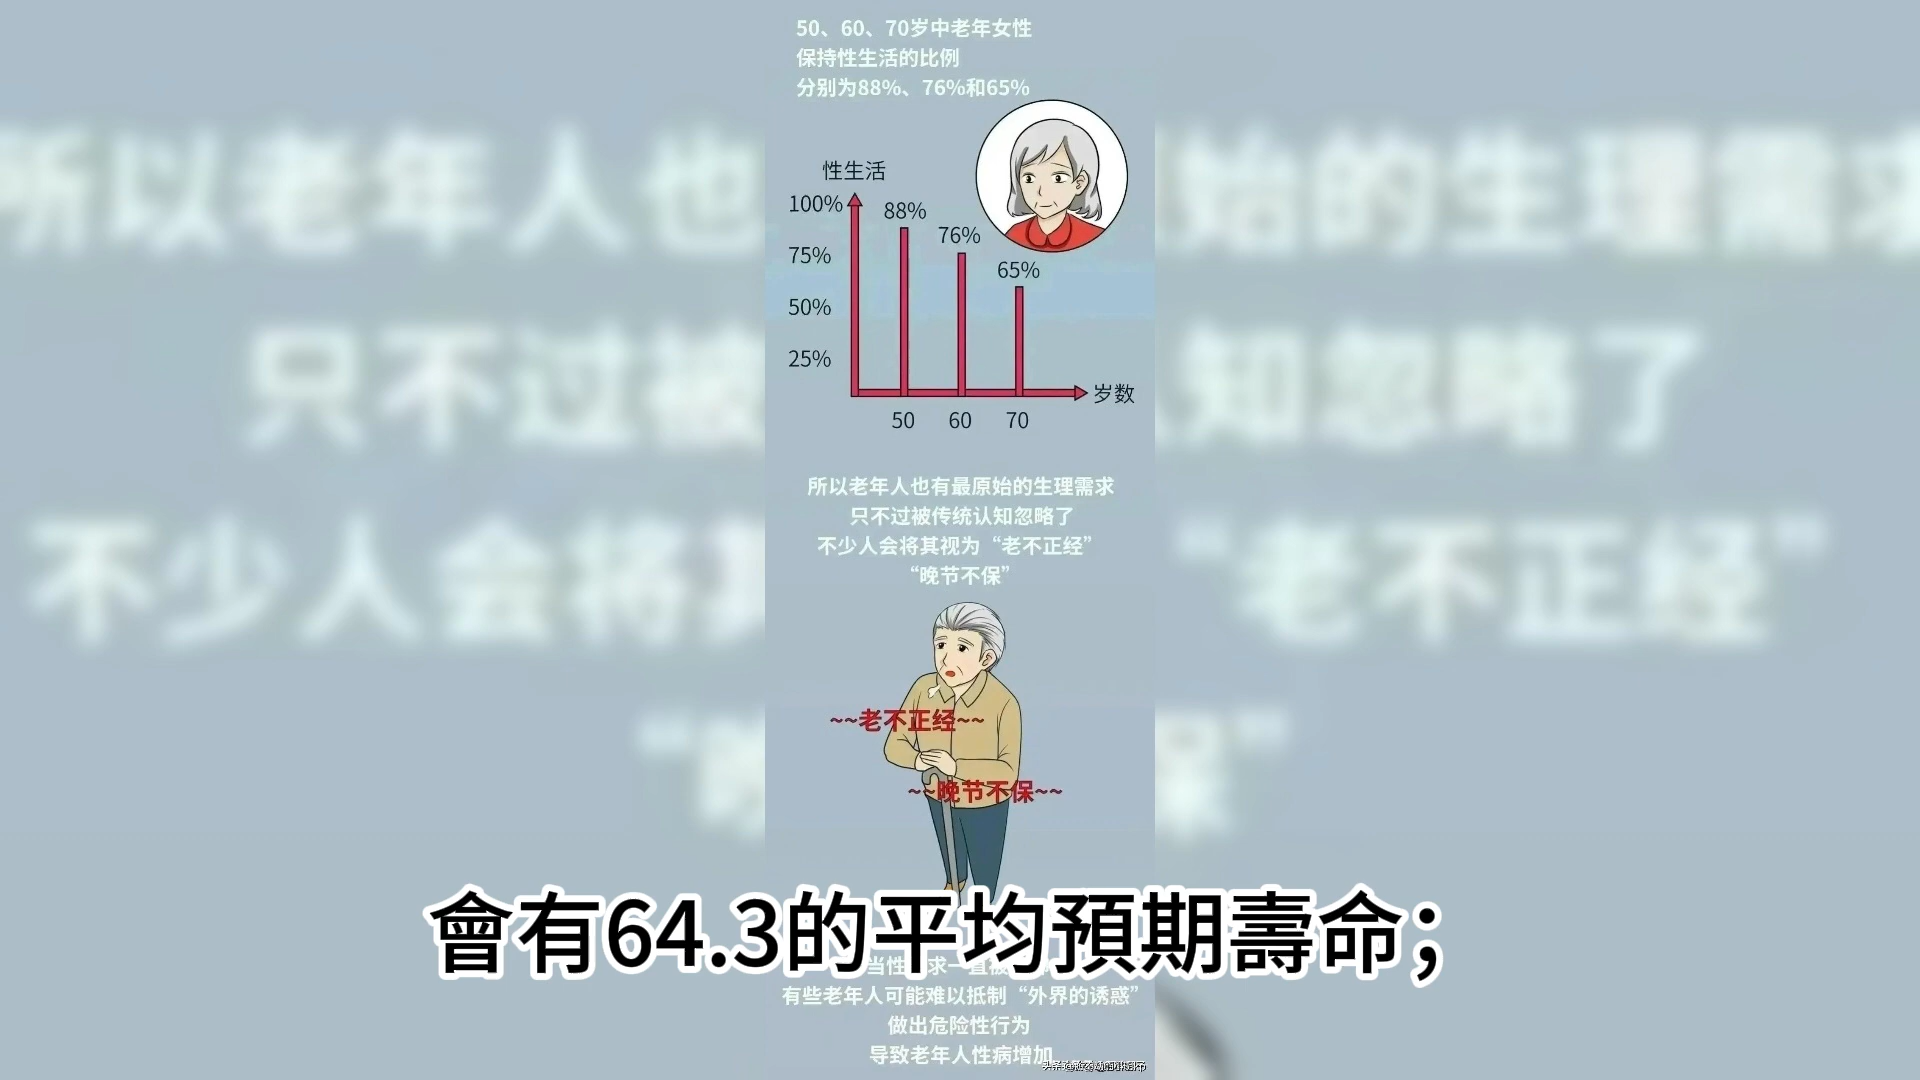 50、60、70岁中老年女性
保持性生活的比例
分别为88%、76%和65%
性生活
100%
88%
76%
75%
65%
50%
25%
岁数
50 60 70
所以老年人也有最原始的生理需求
只不过被传统认知忽略了
不少人会将其视为“老不正经”
“晚节不保”
~~老不正经~~
~~晚节不保~~
會有64.3的平均預期壽命；
有些老年人可能难以抵制“外界的诱惑”
做出危险性行为
导致老年人性病增加